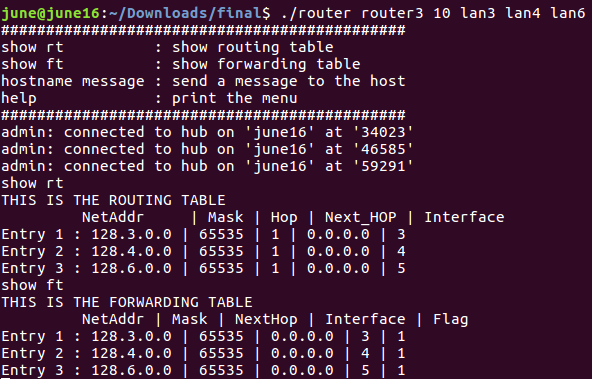 june@june16:~/Downloads/final$ ./router router3 10 lan3 lan4 lan6
#############################################
show rt          : show routing table
show ft          : show forwarding table
hostname message : send a message to the host
help             : print the menu
#############################################
admin: connected to hub on 'june16' at '34023'
admin: connected to hub on 'june16' at '46585'
admin: connected to hub on 'june16' at '59291'
show rt
THIS IS THE ROUTING TABLE
         NetAddr     | Mask | Hop | Next_HOP | Interface
Entry 1 : 128.3.0.0 | 65535 | 1 | 0.0.0.0 | 3
Entry 2 : 128.4.0.0 | 65535 | 1 | 0.0.0.0 | 4
Entry 3 : 128.6.0.0 | 65535 | 1 | 0.0.0.0 | 5
show ft
THIS IS THE FORWARDING TABLE
         NetAddr | Mask | NextHop | Interface | Flag
Entry 1 : 128.3.0.0 | 65535 | 0.0.0.0 | 3 | 1
Entry 2 : 128.4.0.0 | 65535 | 0.0.0.0 | 4 | 1
Entry 3 : 128.6.0.0 | 65535 | 0.0.0.0 | 5 | 1